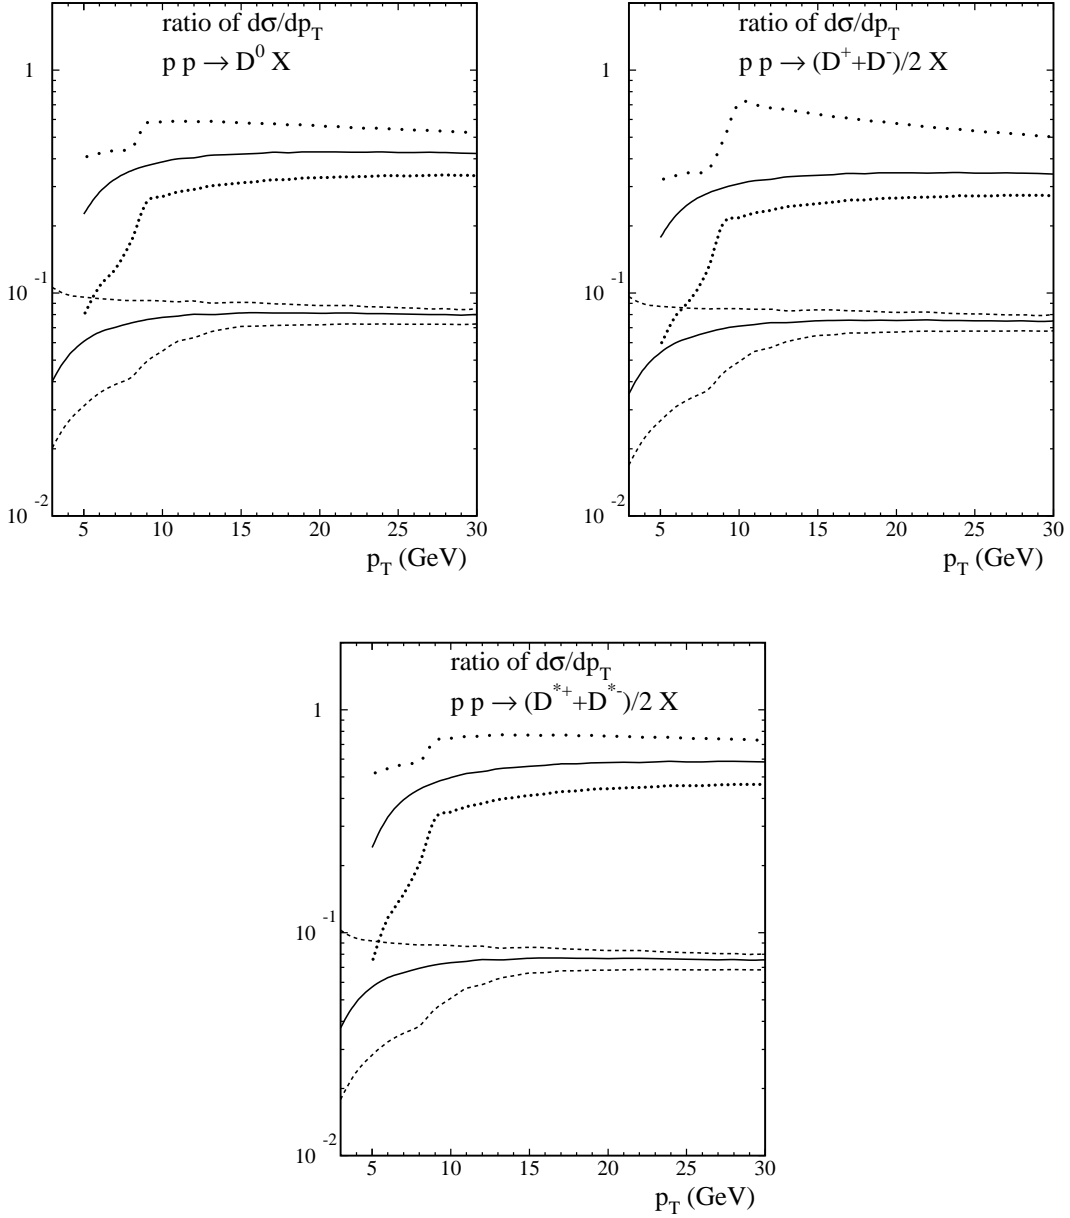 ratio of dσ/dp_T
p p → D^0 X
1
10^-1
10^-2
5 10 15 20 25 30
p_T (GeV)
ratio of dσ/dp_T
p p → (D^+ +D^-)/2 X
1
10^-1
10^-2
5 10 15 20 25 30
p_T (GeV)
ratio of dσ/dp_T
p p → (D^*+ +D^*-)/2 X
1
10^-1
10^-2
5 10 15 20 25 30
p_T (GeV)